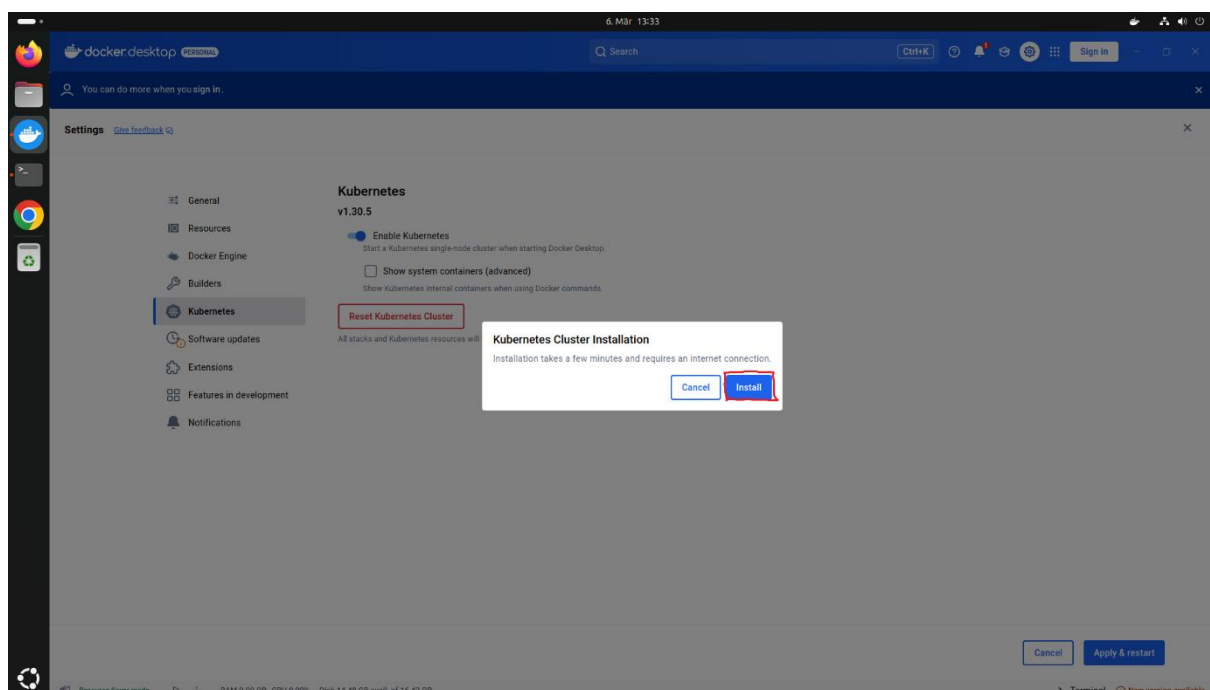 6. Mär 13:33
docker desktop PERSONAL
Search
Ctrl+K
Sign in
You can do more when you sign in.
Settings Give feedback
General
Resources
Docker Engine
Builders
Kubernetes
Software updates
Extensions
Features in development
Notifications
Kubernetes
v1.30.5
Enable Kubernetes
Start a Kubernetes single-node cluster when starting Docker Desktop.
Show system containers (advanced)
Show Kubernetes internal containers when using Docker commands.
Reset Kubernetes Cluster
All stacks and Kubernetes resources will
Kubernetes Cluster Installation
Installation takes a few minutes and requires an internet connection.
Cancel Install
Cancel Apply & restart